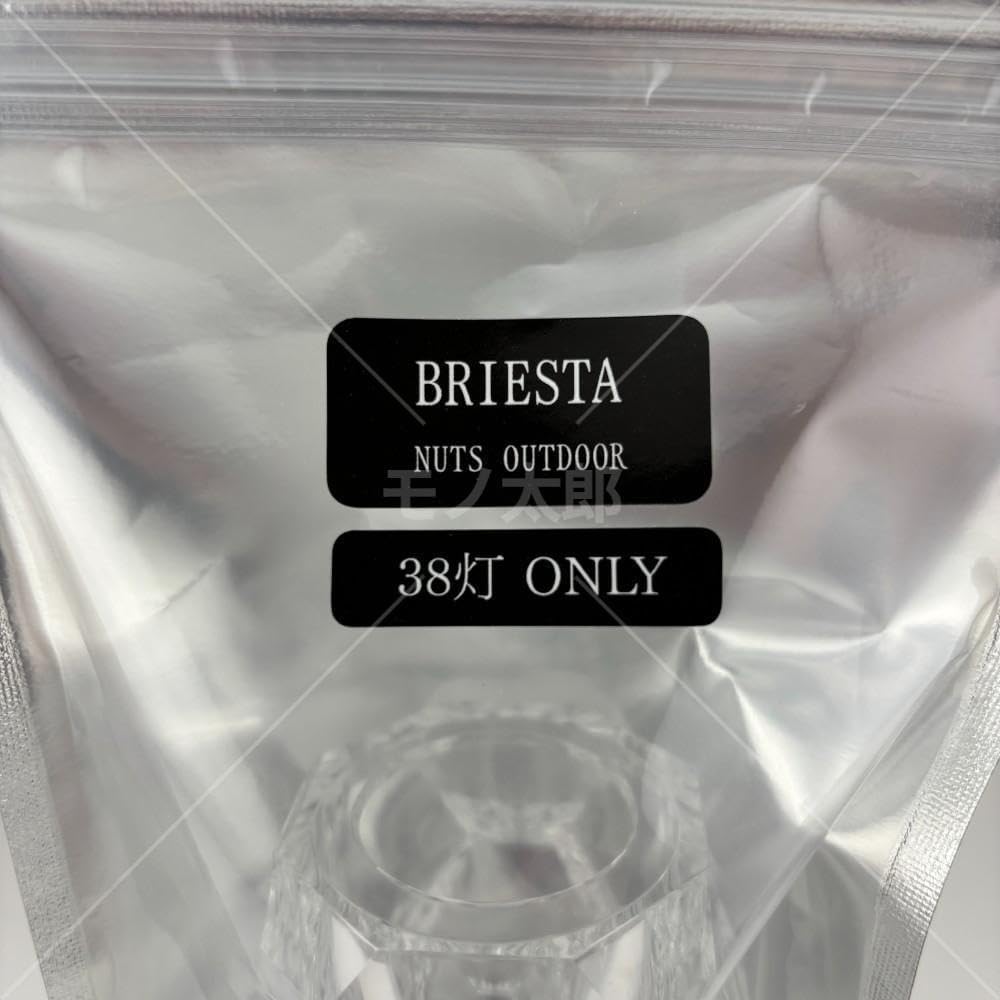 BRIESTA
NUTS OUTDOOR
モノ太郎
38灯 ONLY